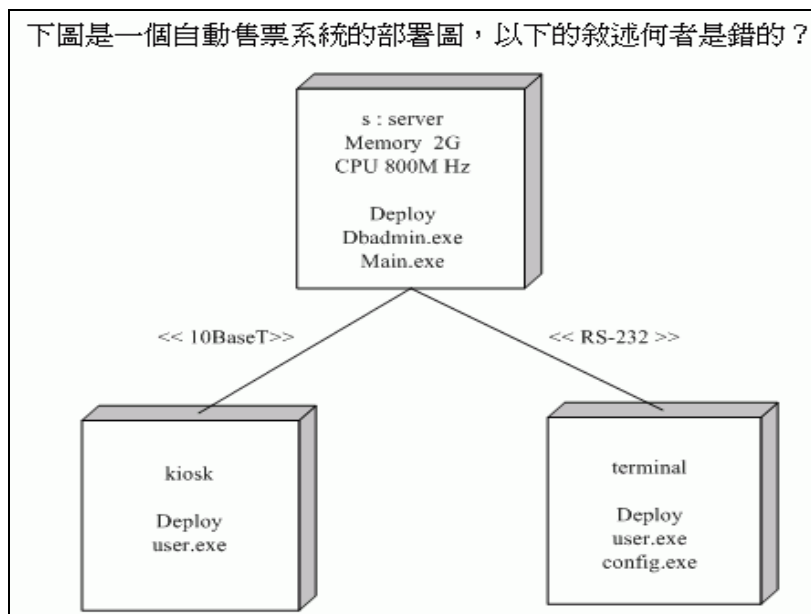 下圖是一個自動售票系統的部署圖，以下的敘述何者是錯的？
s : server
Memory 2G
CPU 800M Hz
Deploy
Dbadmin.exe
Main.exe
<< 10BaseT>>
<< RS-232 >>
kiosk
Deploy
user.exe
terminal
Deploy
user.exe
config.exe